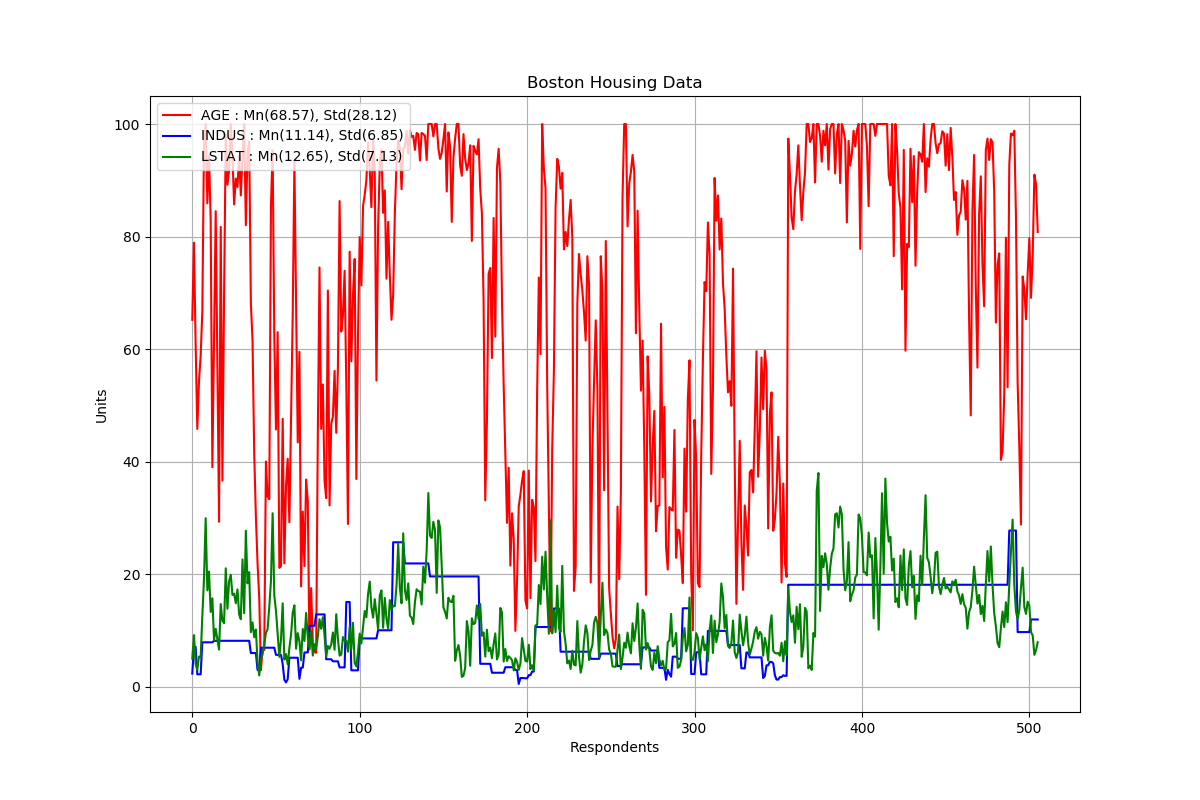 Boston Housing Data
AGE : Mn(68.57), Std(28.12)
INDUS : Mn(11.14), Std(6.85)
LSTAT : Mn(12.65), Std(7.13)
100
80
60
40
20
0
Units
0 100 200 300 400 500
Respondents